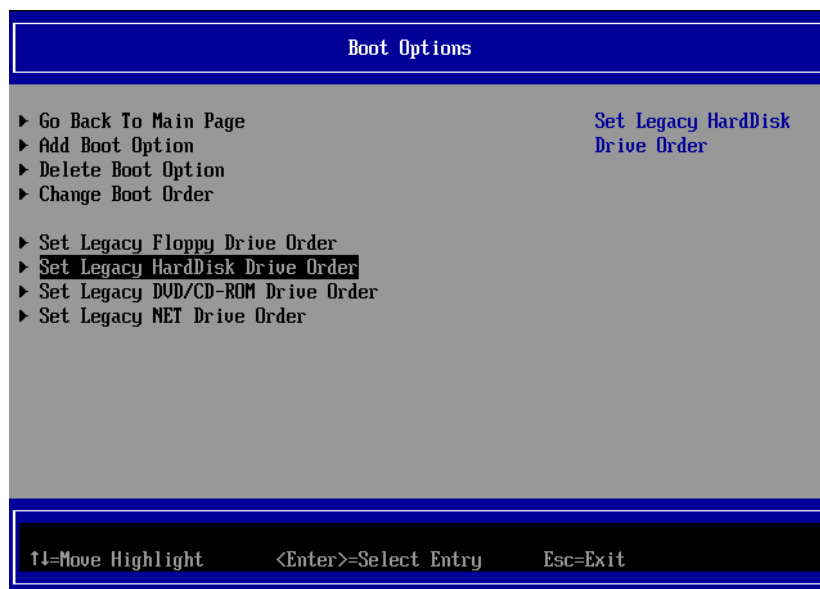 Boot Options
▶ Go Back To Main Page
▶ Add Boot Option
▶ Delete Boot Option
▶ Change Boot Order
▶ Set Legacy Floppy Drive Order
▶ Set Legacy HardDisk Drive Order
▶ Set Legacy DVD/CD-ROM Drive Order
▶ Set Legacy NET Drive Order
Set Legacy HardDisk
Drive Order
↑↓=Move Highlight <Enter>=Select Entry Esc=Exit